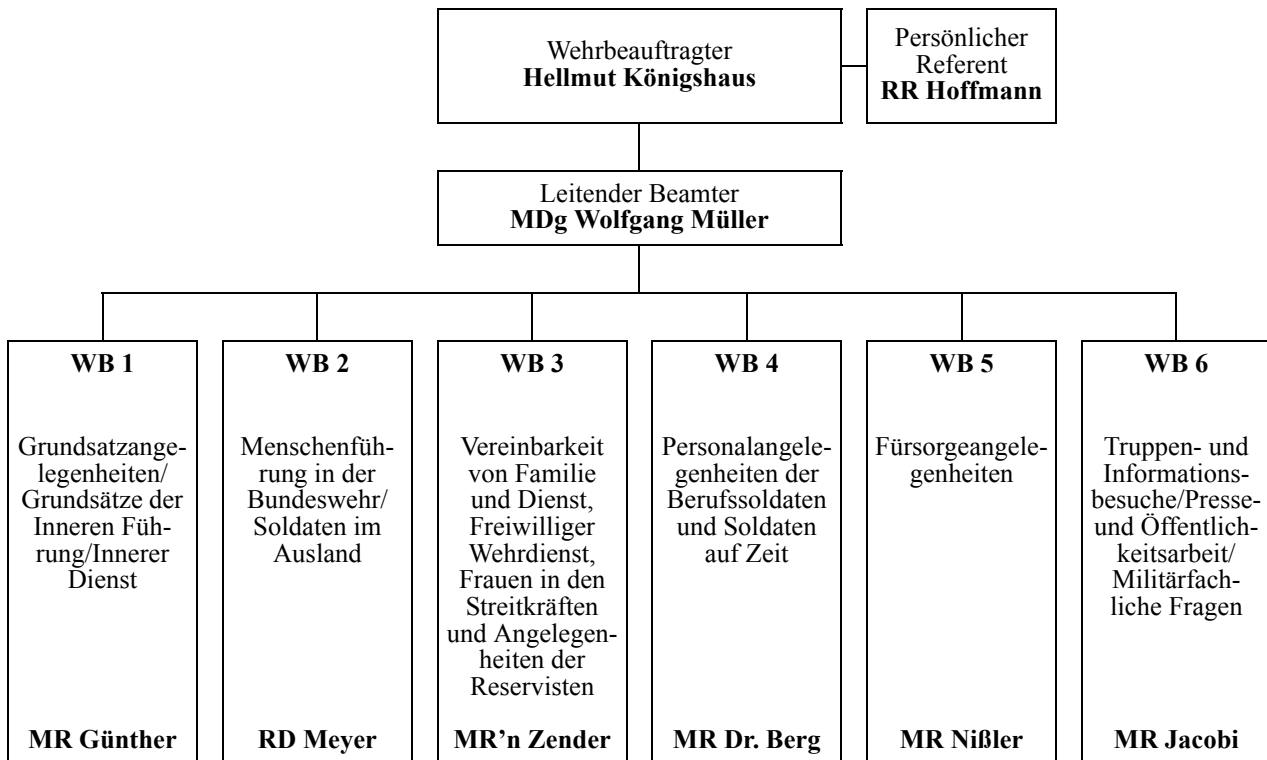 Wehrbeauftragter
Hellmut Königshaus
Persönlicher
Referent
RR Hoffmann
Leitender Beamter
MDg Wolfgang Müller
WB 1
Grundsatzange-
legenheiten/
Grundsätze der
Inneren Füh-
rung/Innerer
Dienst
MR Günther
WB 2
Menschenfüh-
rung in der
Bundeswehr/
Soldaten im
Ausland
RD Meyer
WB 3
Vereinbarkeit
von Familie
und Dienst,
Freiwilliger
Wehrdienst,
Frauen in den
Streitkräften
und Angelegen-
heiten der
Reservisten
MR’n Zender
WB 4
Personalangele-
genheiten der
Berufssoldaten
und Soldaten
auf Zeit
MR Dr. Berg
WB 5
Fürsorgeangele-
genheiten
MR Nißler
WB 6
Truppen- und
Informations-
besuche/Presse-
und Öffentlich-
keitsarbeit/
Militärfach-
liche Fragen
MR Jacobi